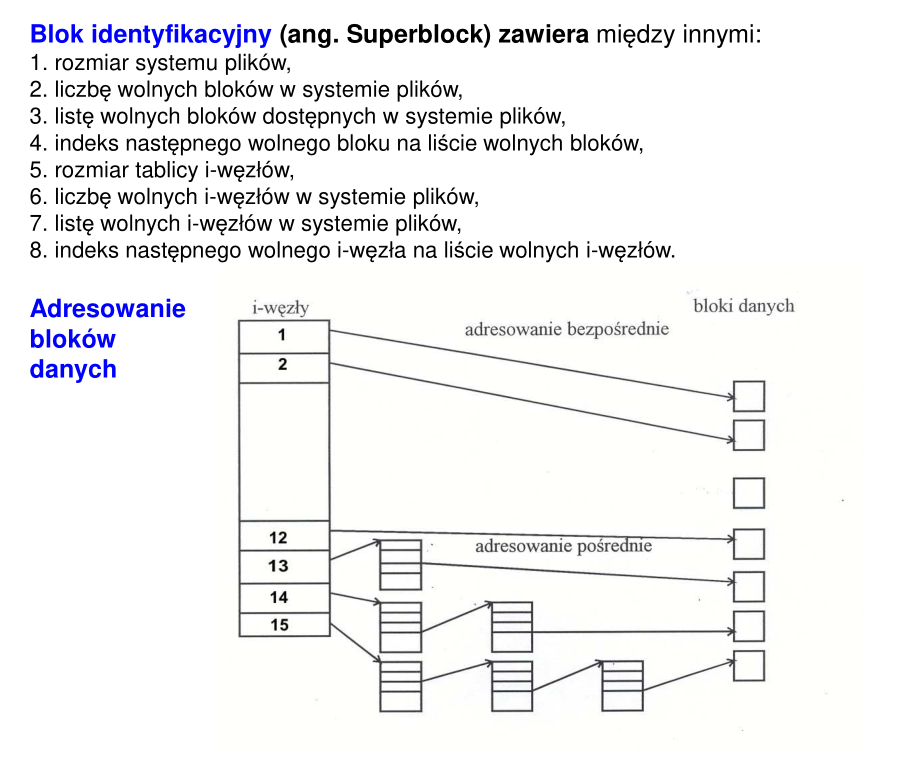 Blok identyfikacyjny (ang. Superblock) zawiera między innymi:
1. rozmiar systemu plików,
2. liczbę wolnych bloków w systemie plików,
3. listę wolnych bloków dostępnych w systemie plików,
4. indeks następnego wolnego bloku na liście wolnych bloków,
5. rozmiar tablicy i-węzłów,
6. liczbę wolnych i-węzłów w systemie plików,
7. listę wolnych i-węzłów w systemie plików,
8. indeks następnego wolnego i-węzła na liście wolnych i-węzłów.
Adresowanie
bloków
danych
i-węzły
bloki danych
adresowanie bezpośrednie
1
2
12
adresowanie pośrednie
13
14
15